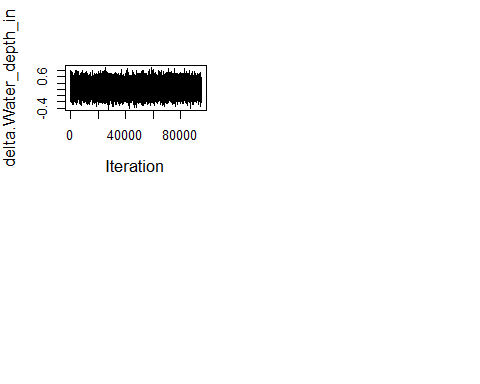 delta.Water_depth_in
0.6
-0.4
0
40000
80000
Iteration